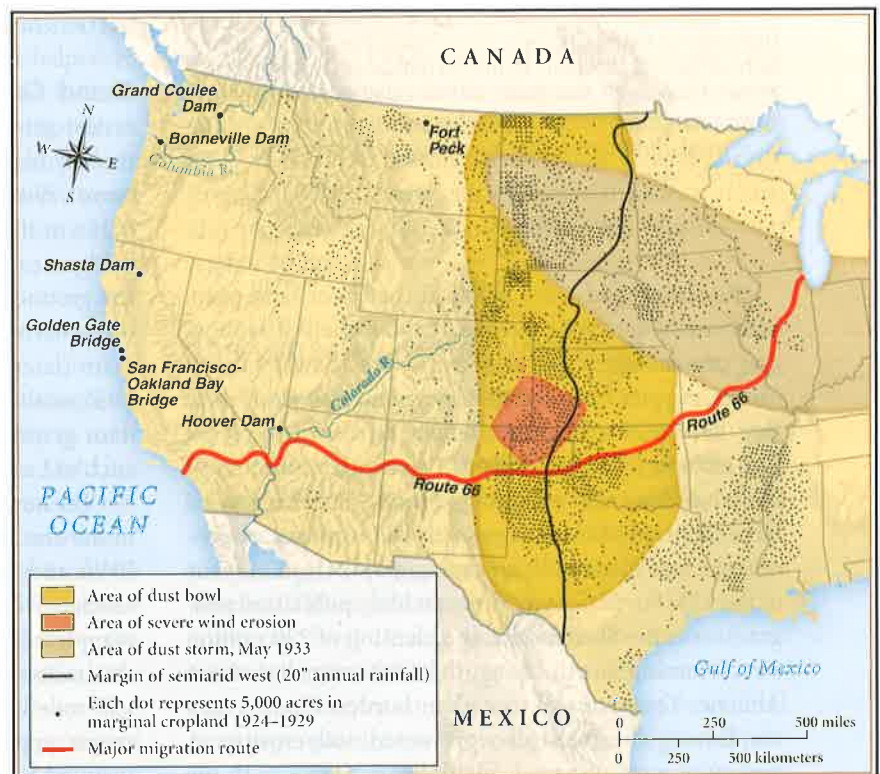 CANADA
Grand Coulee
Dam
Bonneville Dam
Columbia R.
Fort
Peck
N
W
E
S
Shasta Dam
Golden Gate
Bridge
San Francisco-
Oakland Bay
Bridge
Colorado R.
Hoover Dam
Route 66
Route 66
PACIFIC
OCEAN
Area of dust bowl
Area of severe wind erosion
Area of dust storm, May 1933
Margin of semiarid west (20" annual rainfall)
Each dot represents 5,000 acres in
marginal cropland 1924–1929
Major migration route
Gulf of Mexico
MEXICO
0 250 500 miles
0 250 500 kilometers